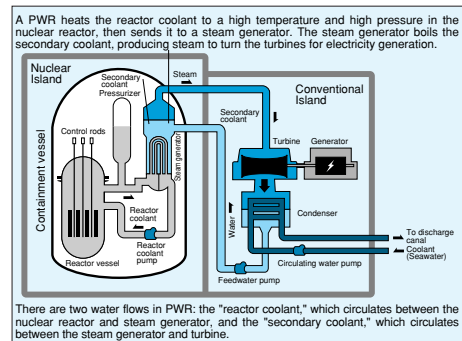 A PWR heats the reactor coolant to a high temperature and high pressure in the
nuclear reactor, then sends it to a steam generator. The steam generator boils the
secondary coolant, producing steam to turn the turbines for electricity generation.
Nuclear
Island
Secondary
coolant
Pressurizer
Steam
Conventional
Island
Secondary
coolant
Control rods
Containment vessel
Steam generator
Turbine
Generator
Reactor
coolant
Water
Condenser
Reactor
coolant
pump
Reactor vessel
To discharge
canal
Coolant
(Seawater)
Circulating water pump
Feedwater pump
There are two water flows in PWR: the "reactor coolant," which circulates between the
nuclear reactor and steam generator, and the "secondary coolant," which circulates
between the steam generator and turbine.